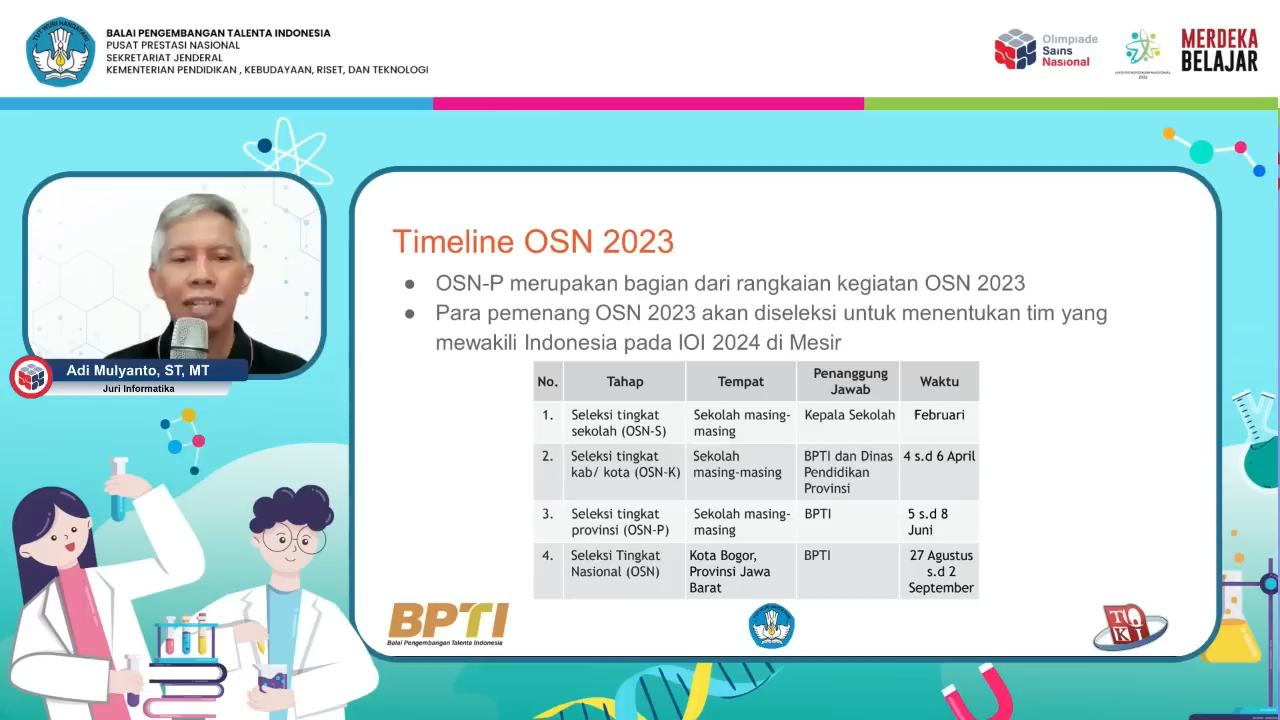 BALAI PENGEMBANGAN TALENTA INDONESIA
PUSAT PRESTASI NASIONAL
SEKRETARIAT JENDERAL
KEMENTERIAN PENDIDIKAN , KEBUDAYAAN, RISET, DAN TEKNOLOGI
TUT WURI HANDAYANI
Olimpiade
Sains
Nasional
MERDEKA
BELAJAR
Adi Mulyanto, ST, MT
Juri Informatika
Timeline OSN 2023
● OSN-P merupakan bagian dari rangkaian kegiatan OSN 2023
● Para pemenang OSN 2023 akan diseleksi untuk menentukan tim yang
mewakili Indonesia pada IOI 2024 di Mesir
No. Tahap Tempat Penanggung Jawab Waktu
1. Seleksi tingkat sekolah (OSN-S) Sekolah masing-masing Kepala Sekolah Februari
2. Seleksi tingkat kab/ kota (OSN-K) Sekolah masing-masing BPTI dan Dinas Pendidikan Provinsi 4 s.d 6 April
3. Seleksi tingkat provinsi (OSN-P) Sekolah masing-masing BPTI 5 s.d 8 Juni
4. Seleksi Tingkat Nasional (OSN) Kota Bogor, Provinsi Jawa Barat BPTI 27 Agustus s.d 2 September
BPTI
Balai Pengembangan Talenta Indonesia
TOKI